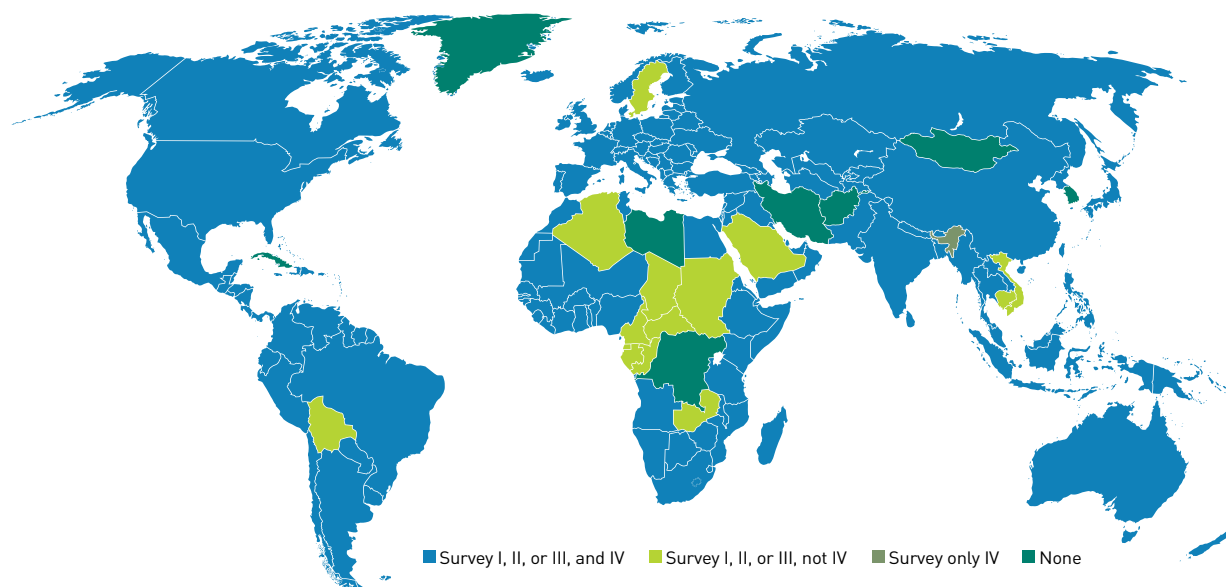 Survey I, II, or III, and IV Survey I, II, or III, not IV Survey only IV None